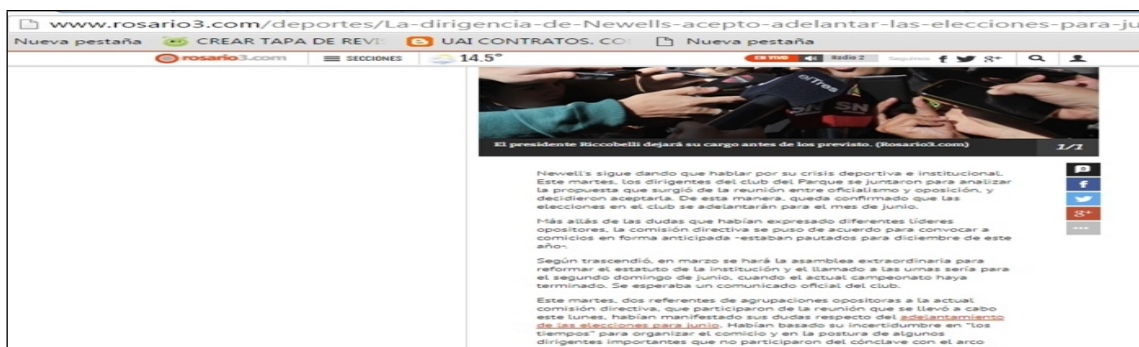 www.rosario3.com/deportes/La-dirigencia-de-Newells-acepto-adelantar-las-elecciones-para-ju
Nueva pestaña CREAR TAPA DE REVI UAI CONTRATOS. CO Nueva pestaña
rosario3.com SECCIONES 14.5° EN VIVO Radio 2 Seguinos
erTres
SN
El presidente Riccobelli dejará su cargo antes de los previsto. (Rosario3.com) 1/1
Newell's sigue dando que hablar por su crisis deportiva e institucional.
Este martes, los dirigentes del club del Parque se juntaron para analizar
la propuesta que surgió de la reunión entre oficialismo y oposición, y
decidieron aceptarla. De esta manera, queda confirmado que las
elecciones en el club se adelantarán para el mes de junio.
Más allás de las dudas que habían expresado diferentes líderes
opositores, la comisión directiva se puso de acuerdo para convocar a
comicios en forma anticipada -estaban pautados para diciembre de este
año-.
Según trascendió, en marzo se hará la asamblea extraordinaria para
reformar el estatuto de la institución y el llamado a las urnas sería para
el segundo domingo de junio, cuando el actual campeonato haya
terminado. Se esperaba un comunicado oficial del club.
Este martes, dos referentes de agrupaciones opositoras a la actual
comisión directiva, que participaron de la reunión que se llevó a cabo
este lunes, habían manifestado sus dudas respecto del adelantamiento
de las elecciones para junio. Habían basado su incertidumbre en "los
tiempos" para organizar el comicio y en la postura de algunos
dirigentes importantes que no participaron del cónclave con el arco